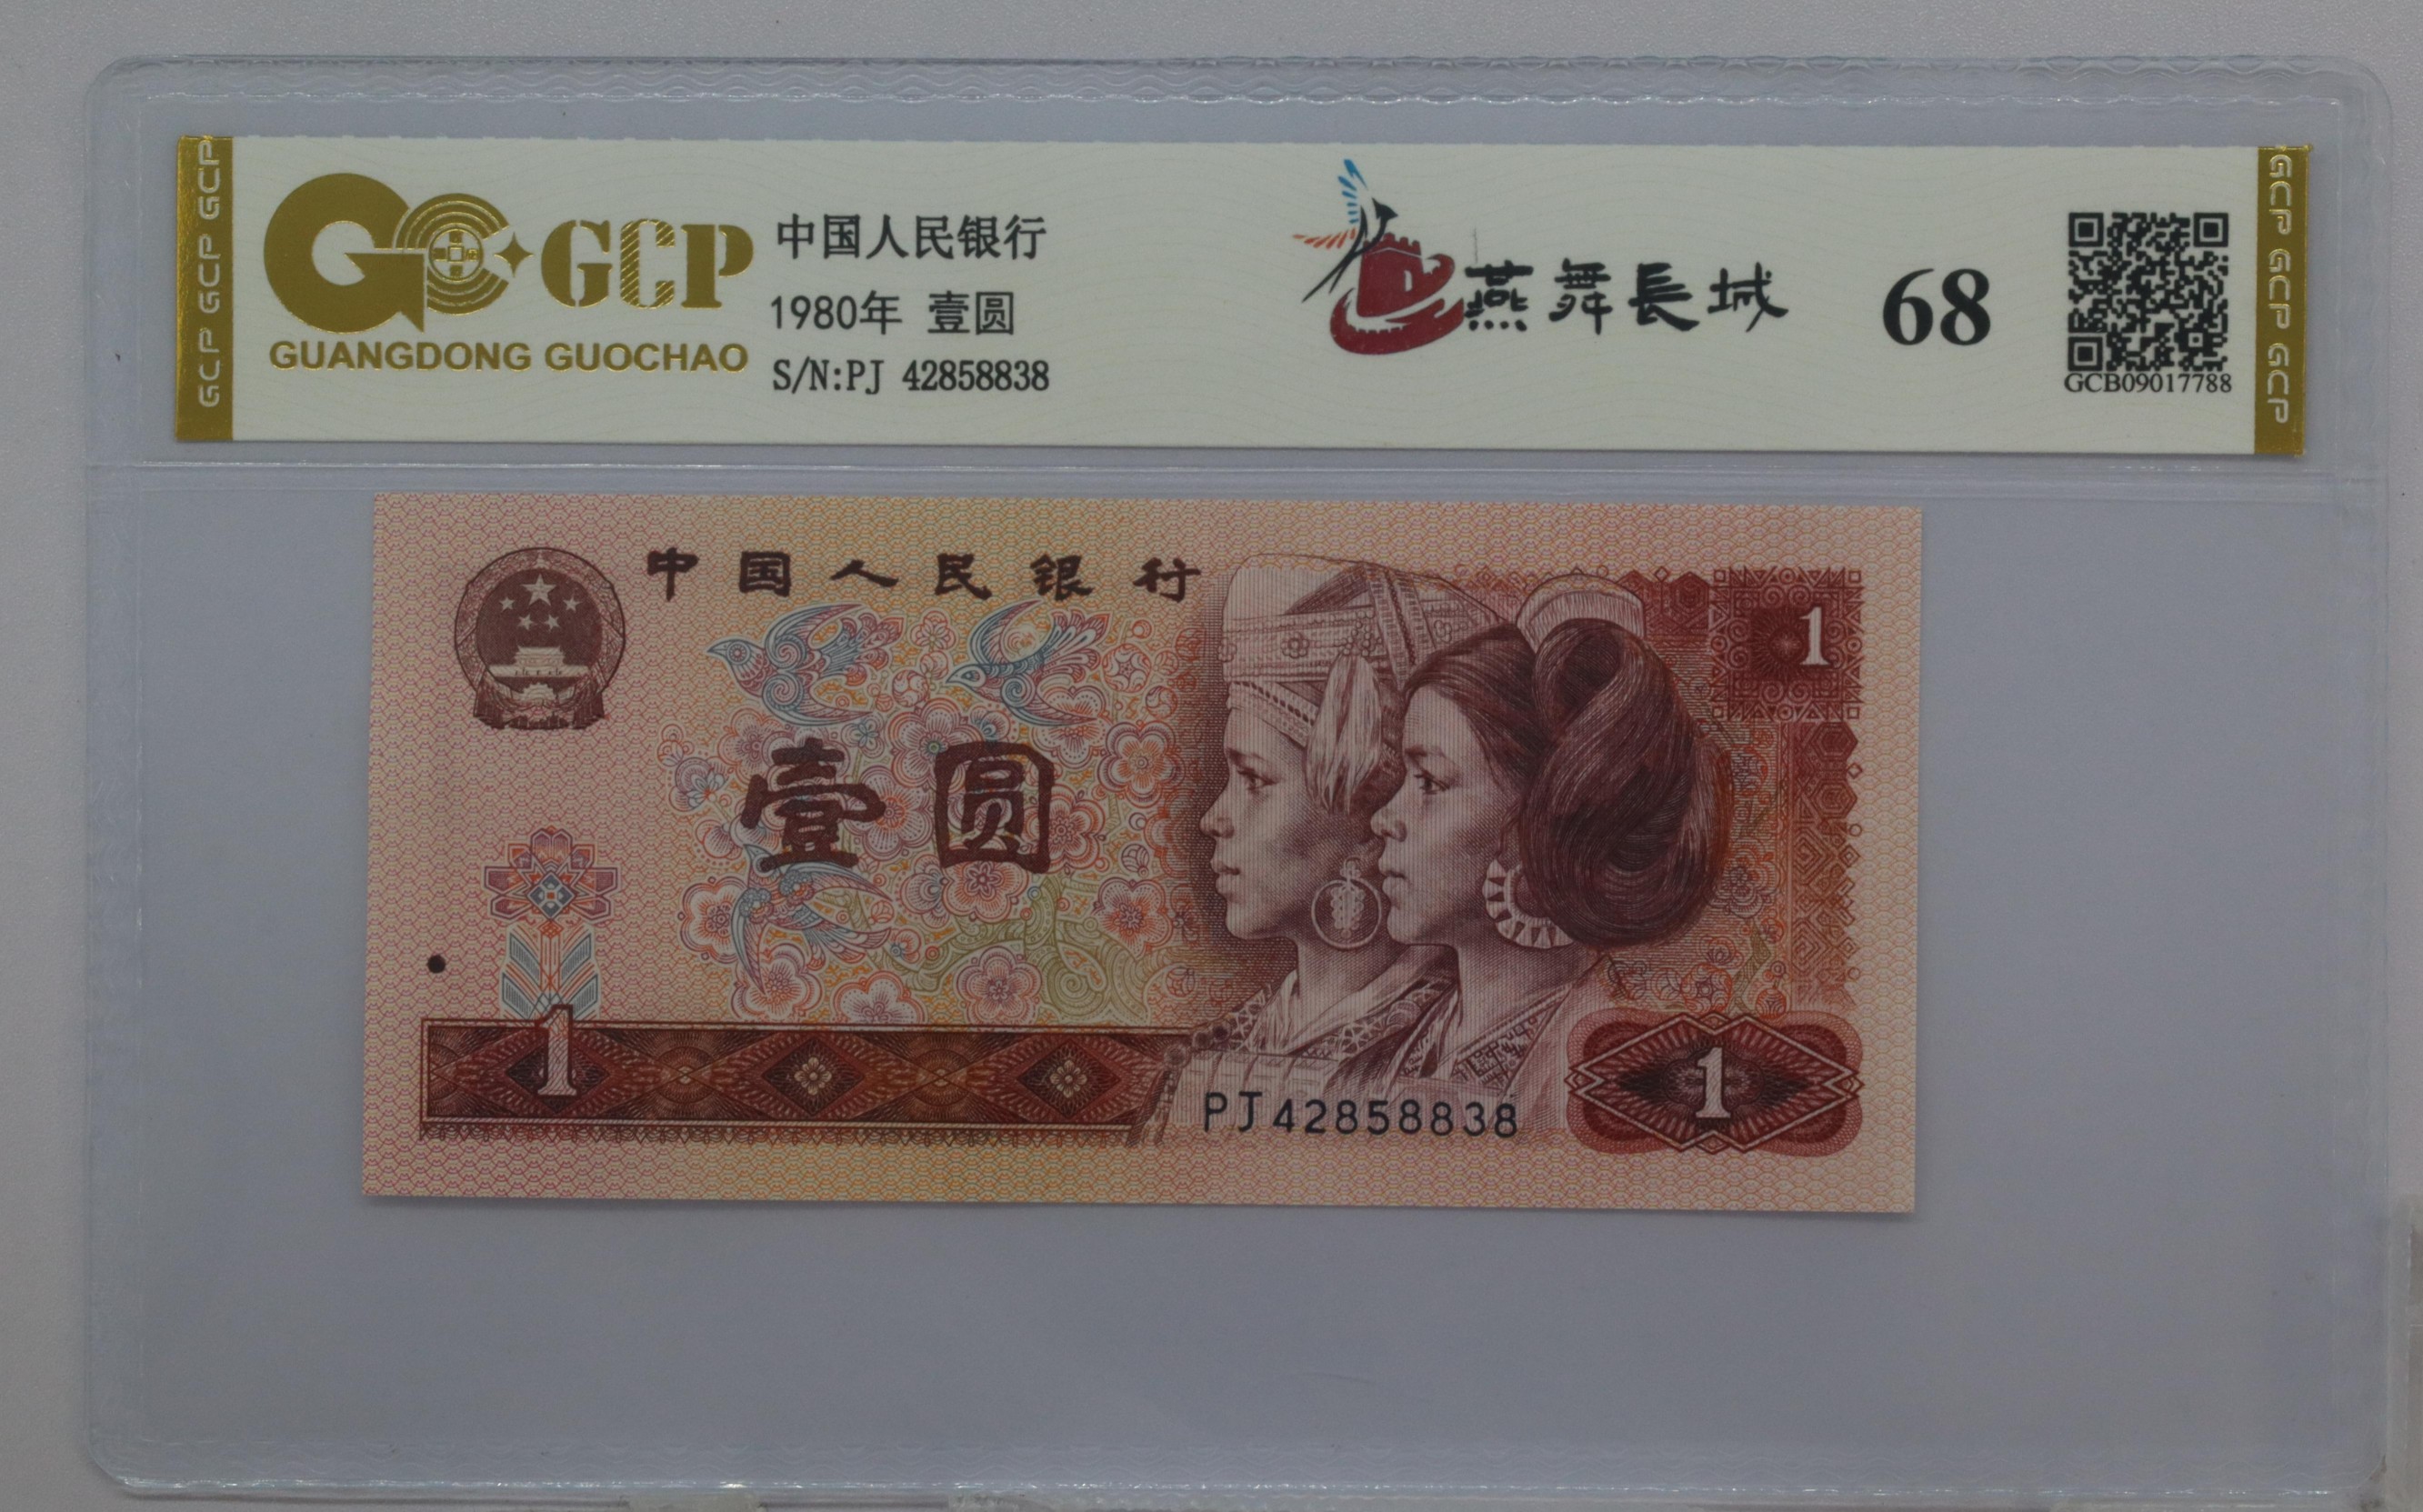 GCP GCP GCP
GCP
GUANGDONG GUOCHAO
中国人民银行
1980年 壹圆
S/N:PJ 42858838
燕舞長城
68
GCB09017788
GCP GCP GCP
中国人民银行
1
壹圆
1
PJ42858838
1